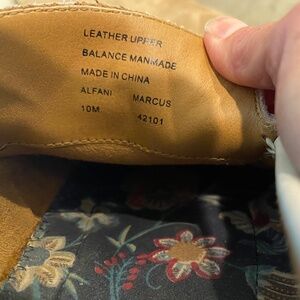 LEATHER UPPER
BALANCE MANMADE
MADE IN CHINA
ALFANI MARCUS
10M 42101